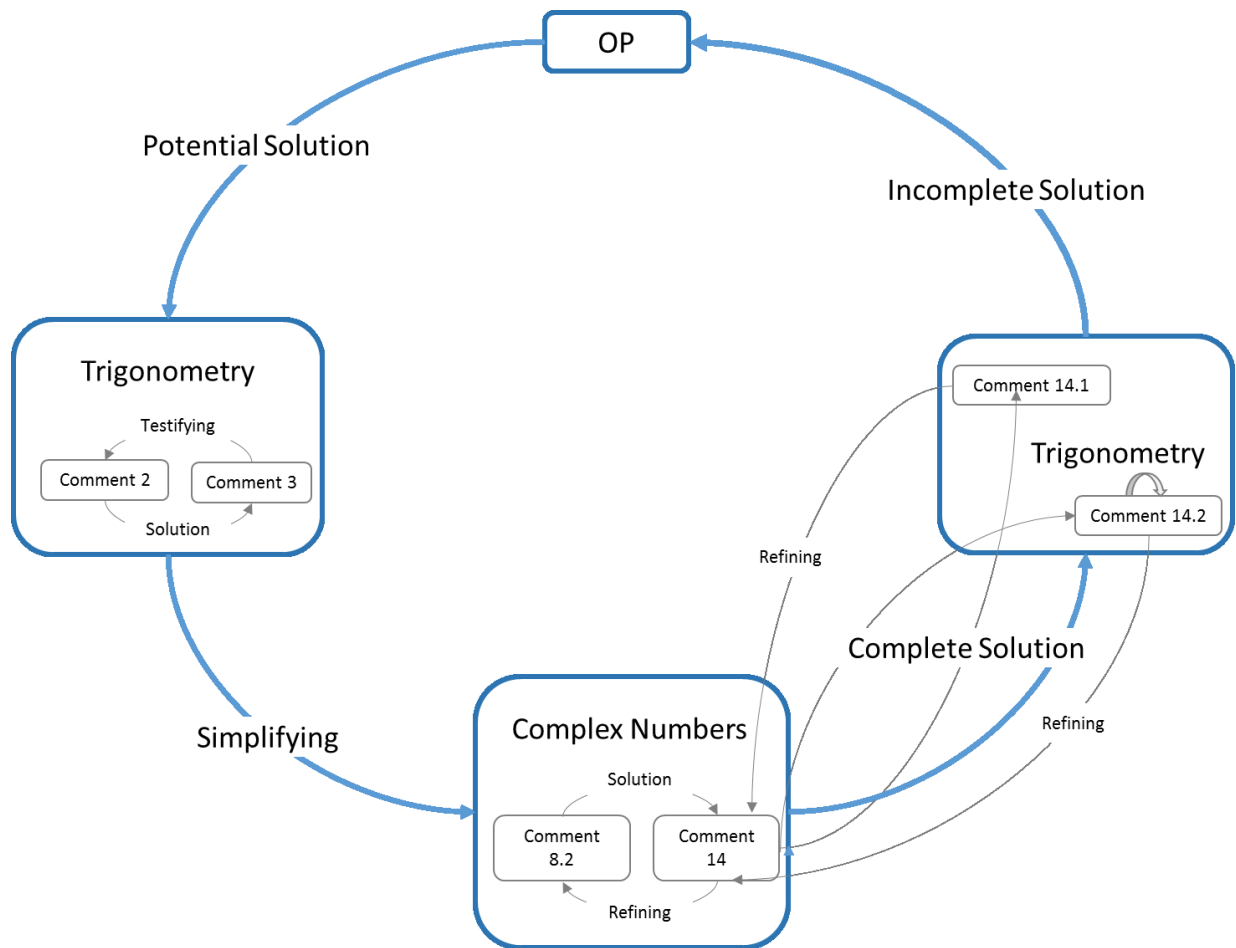 OP
Potential Solution
Incomplete Solution
Trigonometry
Testifying
Comment 2
Comment 3
Solution
Comment 14.1
Trigonometry
Comment 14.2
Refining
Complete Solution
Refining
Simplifying
Complex Numbers
Solution
Comment
8.2
Comment
14
Refining